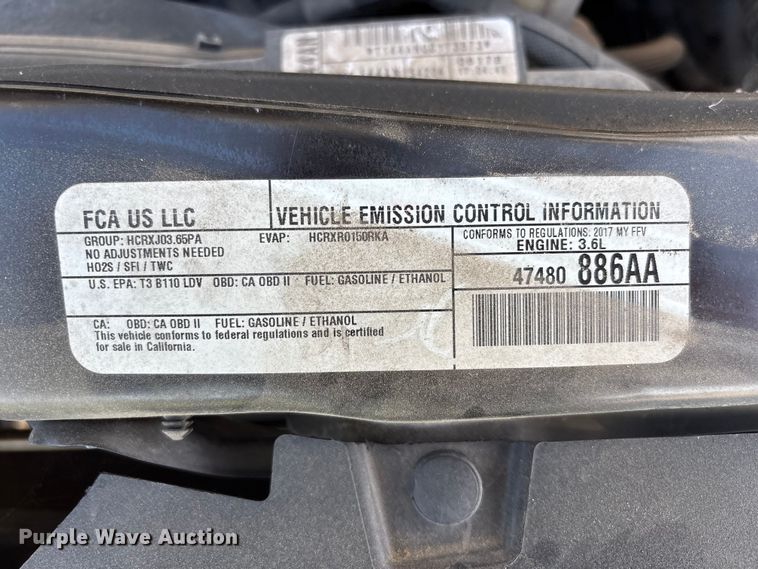 FCA US LLC
VEHICLE EMISSION CONTROL INFORMATION
GROUP: HCRXJ03.65PA
EVAP: HCRXR0150RKA
NO ADJUSTMENTS NEEDED
HO2S / SFI / TWC
CONFORMS TO REGULATIONS: 2017 MY FFV
ENGINE: 3.6L
47480 886AA
U.S. EPA: T3 B110 LDV OBD: CA OBD II FUEL: GASOLINE / ETHANOL
CA: OBD: CA OBD II FUEL: GASOLINE / ETHANOL
This vehicle conforms to federal regulations and is certified
for sale in California.
Purple Wave Auction